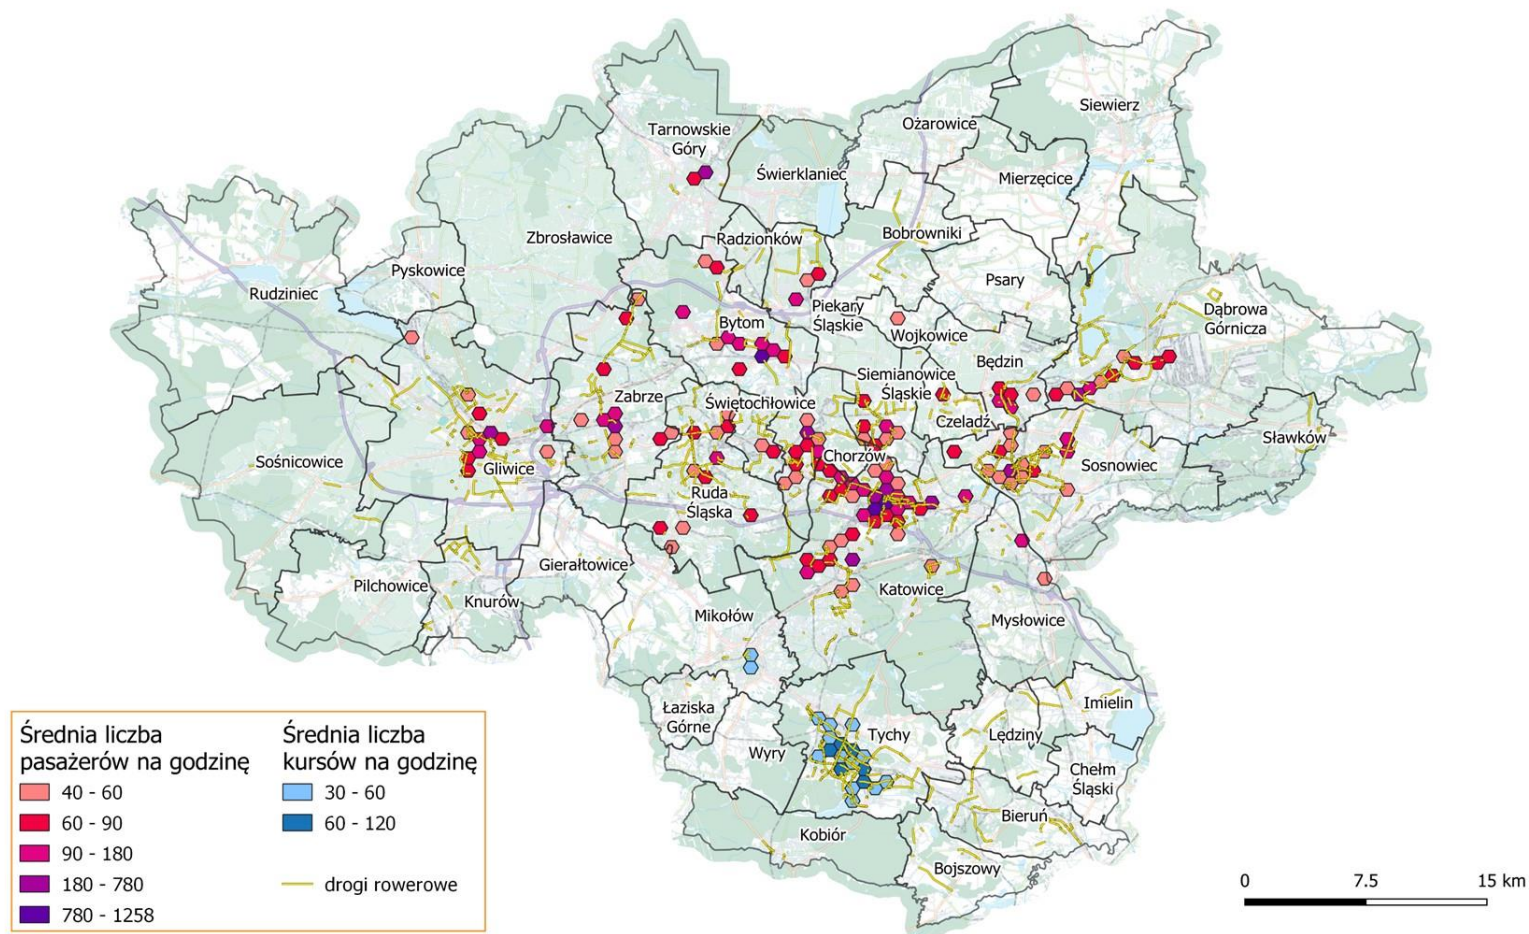 Siewierz
Ożarowice
Tarnowskie
Góry
Świerklaniec
Mierzęcice
Zbrosławice
Radzionków
Bobrowniki
Pyskowice
Psary
Rudziniec
Piekary
Śląskie
Dąbrowa
Górnicza
Bytom
Wojkowice
Będzin
Siemianowice
Śląskie
Zabrze
Świętochłowice
Czeladź
Sławków
Chorzów
Sośnicowice
Gliwice
Sosnowiec
Ruda
Śląska
Gierałtowice
Pilchowice
Katowice
Knurów
Mikołów
Mysłowice
Łaziska
Górne
Imielin
Tychy
Lędziny
Wyry
Chełm
Śląski
Bieruń
Kobiór
Bojszowy
Średnia liczba
pasażerów na godzinę
40 - 60
60 - 90
90 - 180
180 - 780
780 - 1258
Średnia liczba
kursów na godzinę
30 - 60
60 - 120
drogi rowerowe
0 7.5 15 km